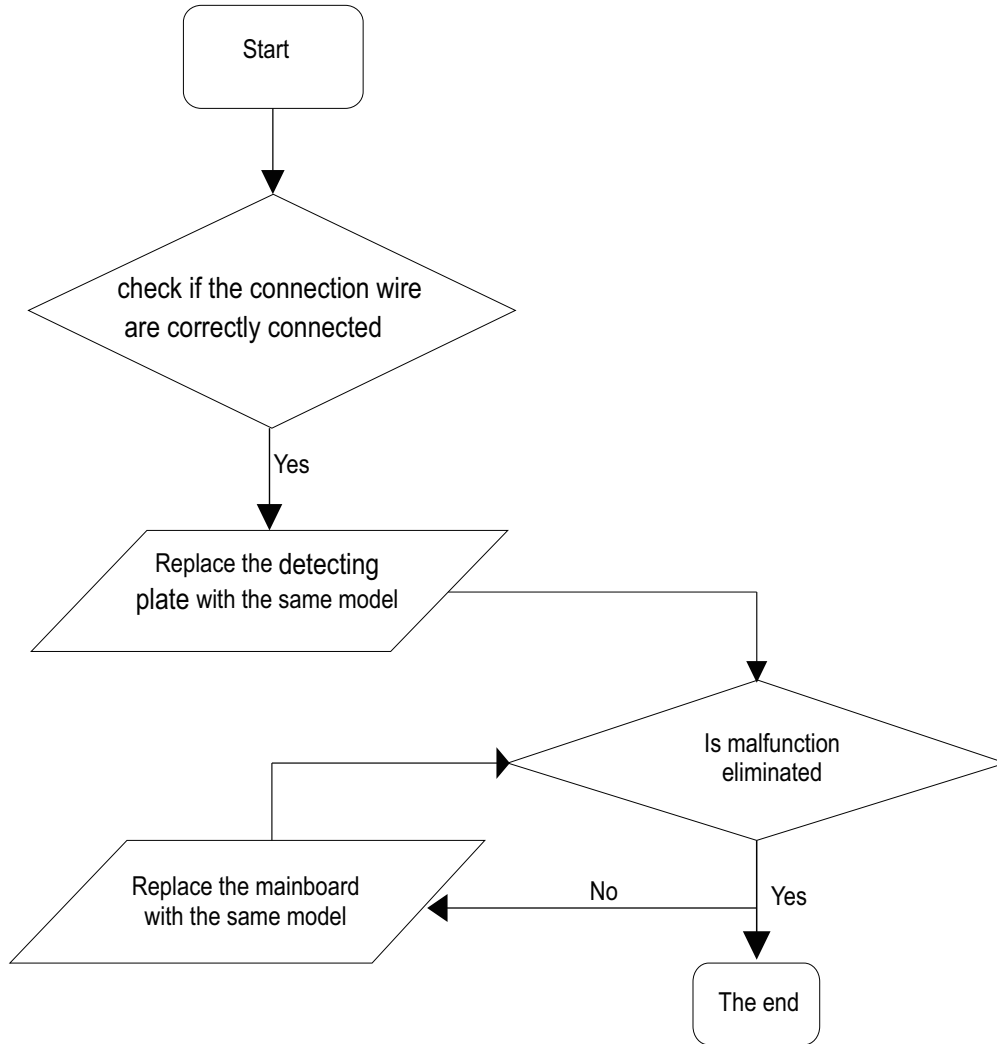 Start
check if the connection wire
are correctly connected
Yes
Replace the detecting
plate with the same model
Is malfunction
eliminated
Replace the mainboard
with the same model
No
Yes
The end